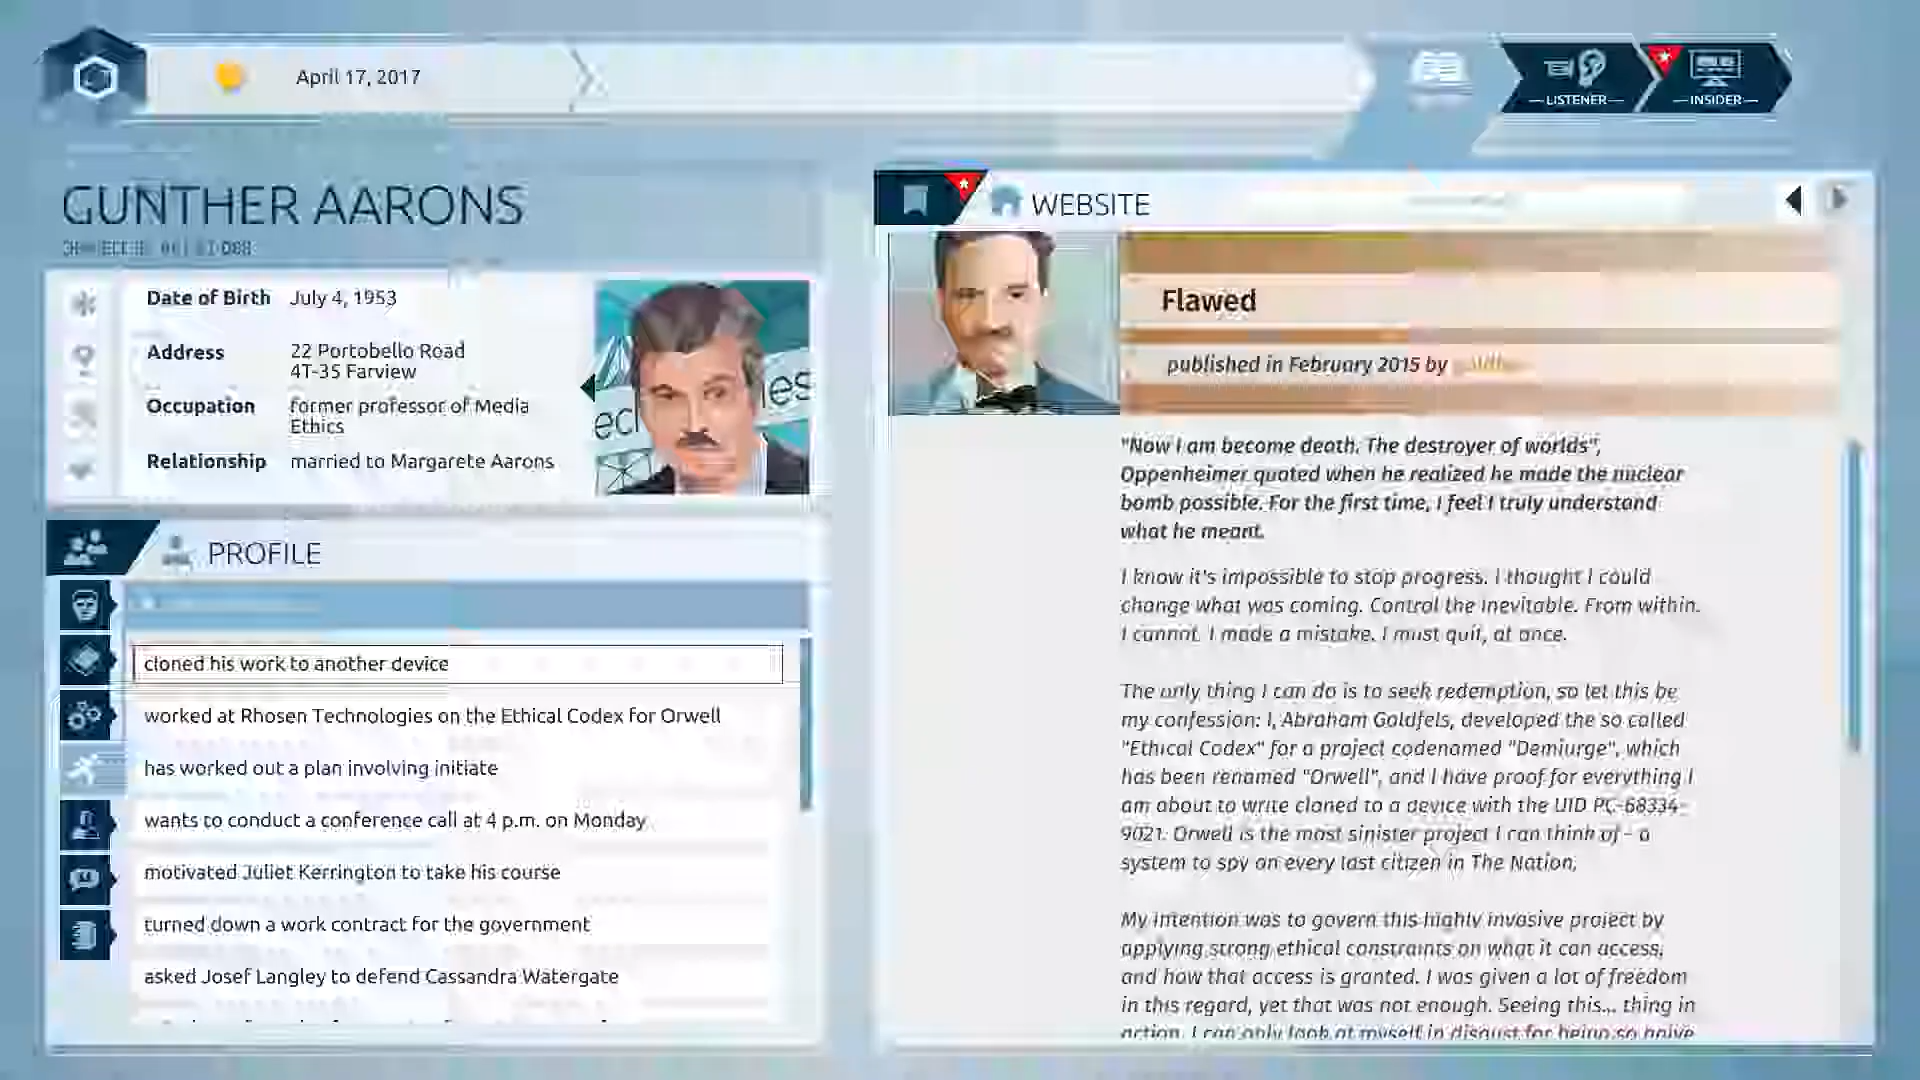 April 17, 2017
LISTENER
INSIDER
GUNTHER AARONS
Date of Birth July 4, 1953
Address 22 Portobello Road
4T-35 Farview
Occupation former professor of Media
Ethics
Relationship married to Margarete Aarons
PROFILE
cloned his work to another device
worked at Rhosen Technologies on the Ethical Codex for Orwell
has worked out a plan involving initiate
wants to conduct a conference call at 4 p.m. on Monday
motivated Juliet Kerrington to take his course
turned down a work contract for the government
asked Josef Langley to defend Cassandra Watergate
WEBSITE
Flawed
published in February 2015 by
"Now I am become death. The destroyer of worlds",
Oppenheimer quoted when he realized he made the nuclear
bomb possible. For the first time, I feel I truly understand
what he meant.
I know it's impossible to stop progress. I thought I could
change what was coming. Control the inevitable. From within.
I cannot. I made a mistake. I must quit, at once.
The only thing I can do is to seek redemption, so let this be
my confession: I, Abraham Goldfels, developed the so called
"Ethical Codex" for a project codenamed "Demiurge", which
has been renamed "Orwell", and I have proof for everything I
am about to write cloned to a device with the UID PC-68334-
9021. Orwell is the most sinister project I can think of - a
system to spy on every last citizen in The Nation.
My intention was to govern this highly invasive project by
applying strong ethical constraints on what it can access,
and how that access is granted. I was given a lot of freedom
in this regard, yet that was not enough. Seeing this... thing in
action, I can only look at myself in disgust for being so naive